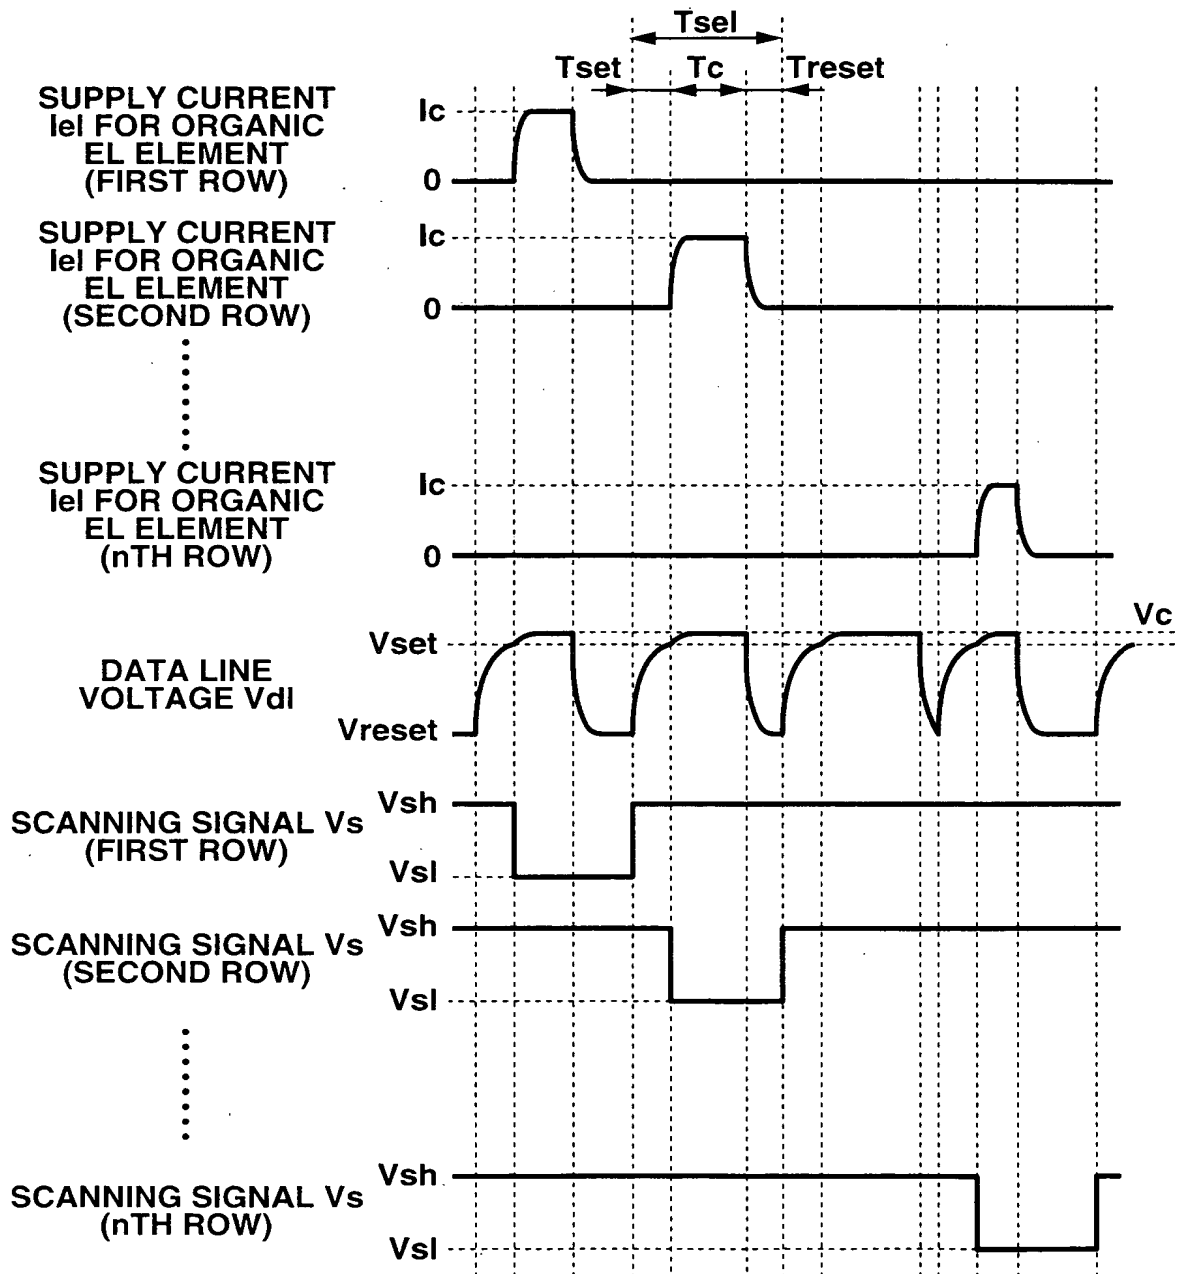 Tsel
Tset Tc Treset
SUPPLY CURRENT
Iel FOR ORGANIC
EL ELEMENT
(FIRST ROW)
Ic
0
SUPPLY CURRENT
Iel FOR ORGANIC
EL ELEMENT
(SECOND ROW)
Ic
0
SUPPLY CURRENT
Iel FOR ORGANIC
EL ELEMENT
(nTH ROW)
Ic
0
DATA LINE
VOLTAGE Vdl
Vset
Vreset
Vc
SCANNING SIGNAL Vs
(FIRST ROW)
Vsh
Vsl
SCANNING SIGNAL Vs
(SECOND ROW)
Vsh
Vsl
SCANNING SIGNAL Vs
(nTH ROW)
Vsh
Vsl